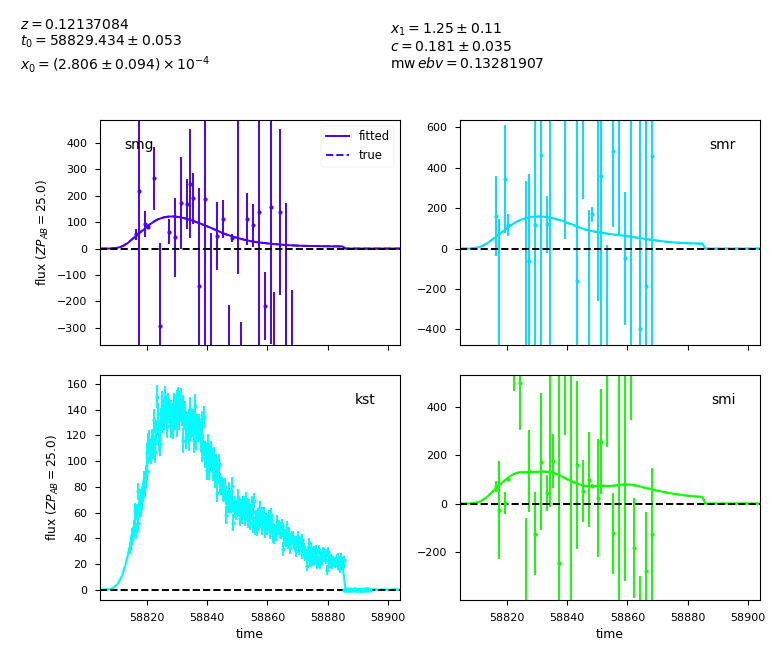 z = 0.12137084
t₀ = 58829.434 ± 0.053
x₀ = (2.806 ± 0.094) × 10⁻⁴
x₁ = 1.25 ± 0.11
c = 0.181 ± 0.035
mw ebv = 0.13281907
smg
fitted
true
400
300
200
100
0
−100
−200
−300
flux (ZP_AB = 25.0)
smr
600
400
200
0
−200
−400
kst
160
140
120
100
80
60
40
20
0
flux (ZP_AB = 25.0)
58820 58840 58860 58880 58900
time
smi
400
200
0
−200
58820 58840 58860 58880 58900
time